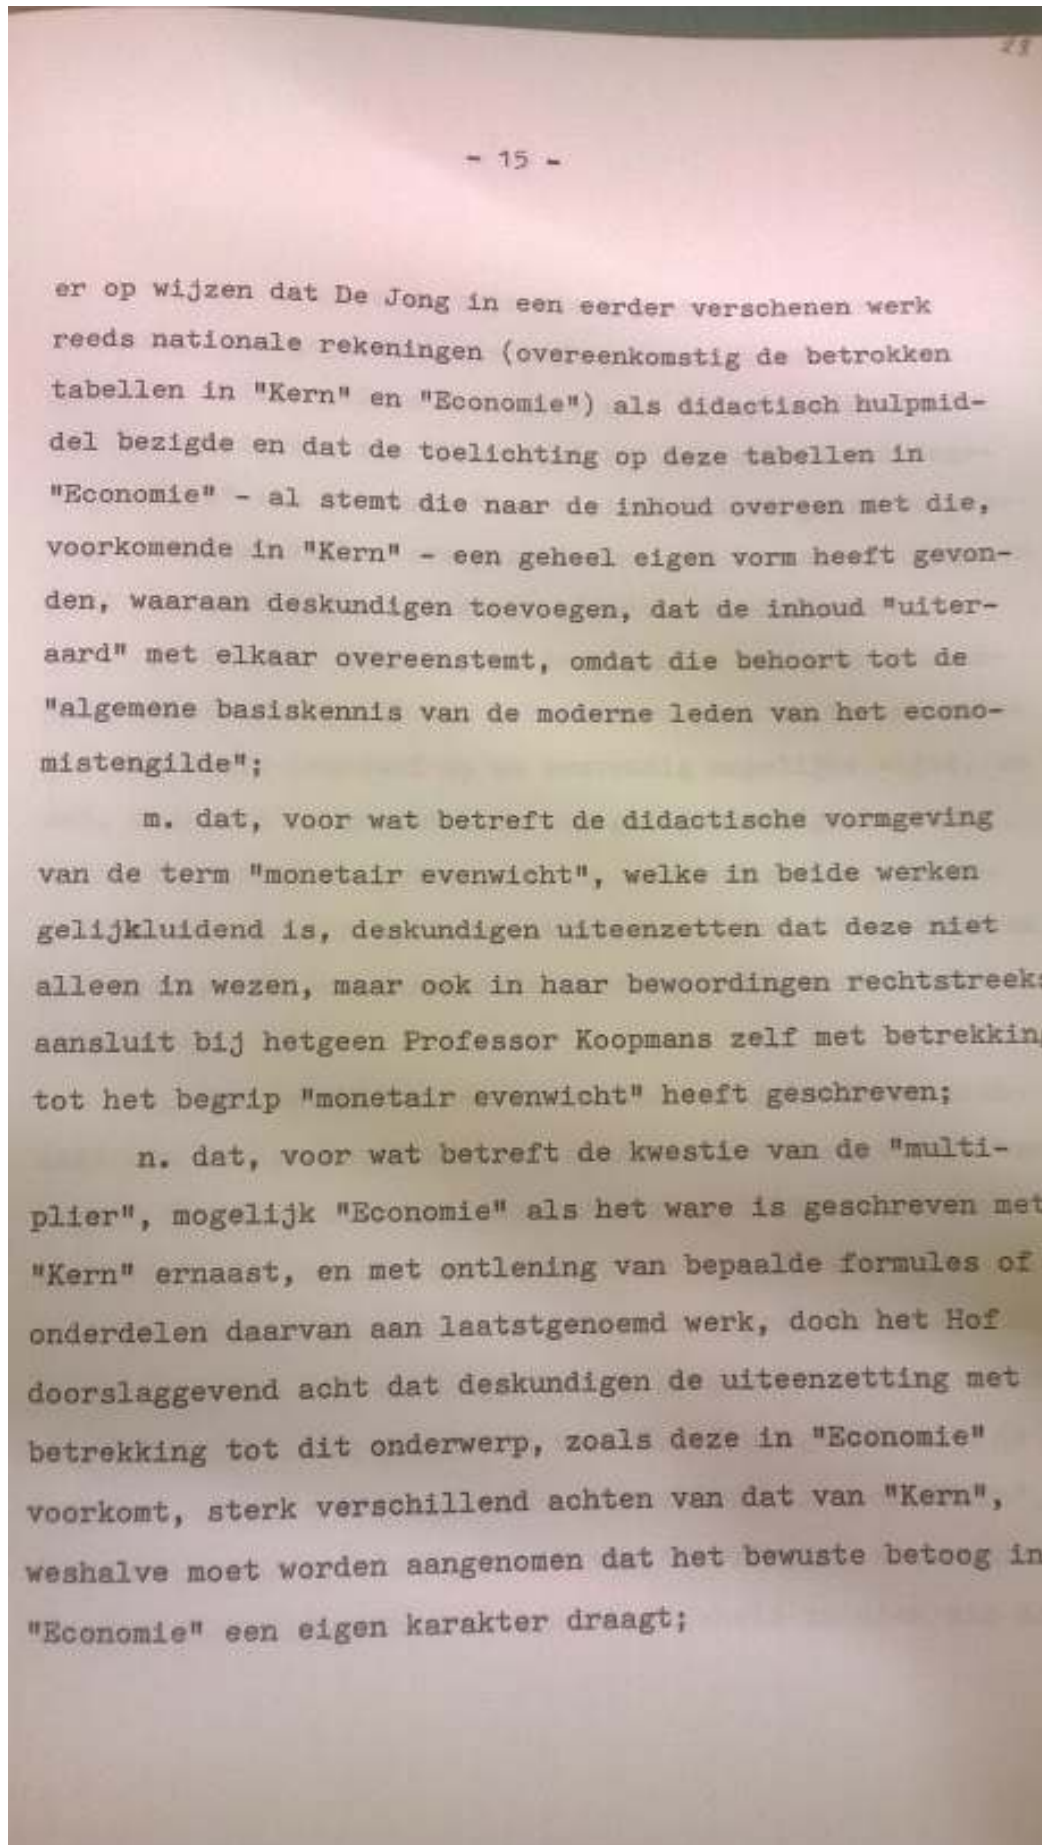 23
- 15 -
er op wijzen dat De Jong in een eerder verschenen werk
reeds nationale rekeningen (overeenkomstig de betrokken
tabellen in "Kern" en "Economie") als didactisch hulpmid-
del bezigde en dat de toelichting op deze tabellen in
"Economie" - al stemt die naar de inhoud overeen met die,
voorkomende in "Kern" - een geheel eigen vorm heeft gevon-
den, waaraan deskundigen toevoegen, dat de inhoud "uiter-
aard" met elkaar overeenstemt, omdat die behoort tot de
"algemene basiskennis van de moderne leden van het econo-
mistengilde";
m. dat, voor wat betreft de didactische vormgeving
van de term "monetair evenwicht", welke in beide werken
gelijkluidend is, deskundigen uiteenzetten dat deze niet
alleen in wezen, maar ook in haar bewoordingen rechtstreeks
aansluit bij hetgeen Professor Koopmans zelf met betrekking
tot het begrip "monetair evenwicht" heeft geschreven;
n. dat, voor wat betreft de kwestie van de "multi-
plier", mogelijk "Economie" als het ware is geschreven met
"Kern" ernaast, en met ontlening van bepaalde formules of
onderdelen daarvan aan laatstgenoemd werk, doch het Hof
doorslaggevend acht dat deskundigen de uiteenzetting met
betrekking tot dit onderwerp, zoals deze in "Economie"
voorkomt, sterk verschillend achten van dat van "Kern",
weshalve moet worden aangenomen dat het bewuste betoog in
"Economie" een eigen karakter draagt;